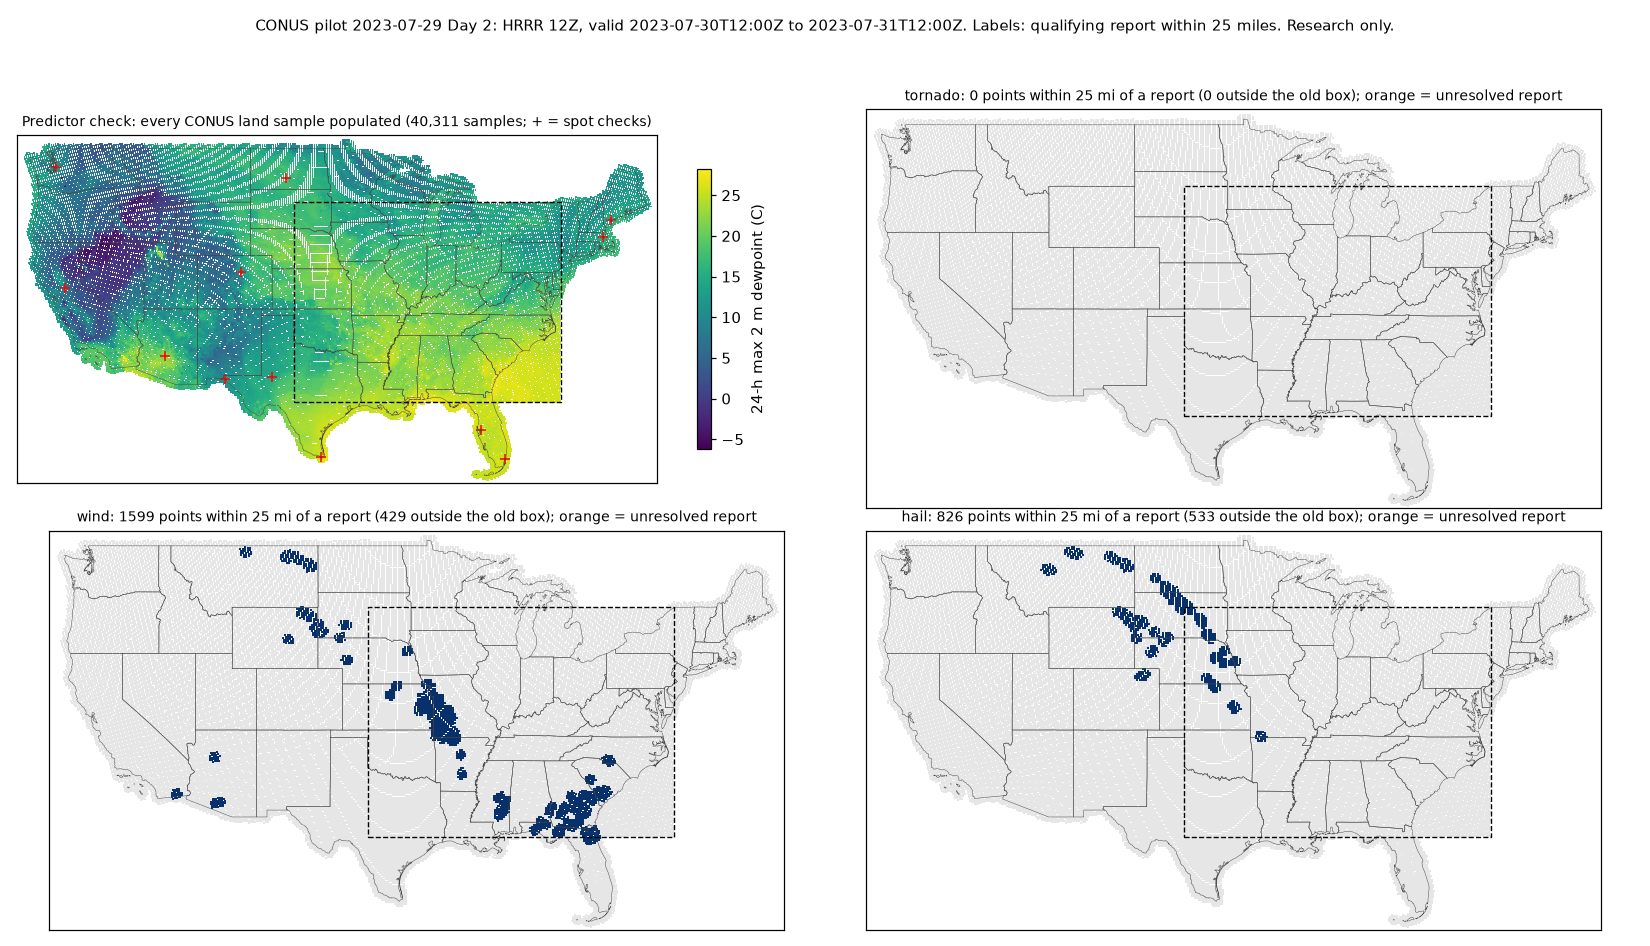 CONUS pilot 2023-07-29 Day 2: HRRR 12Z, valid 2023-07-30T12:00Z to 2023-07-31T12:00Z. Labels: qualifying report within 25 miles. Research only.
Predictor check: every CONUS land sample populated (40,311 samples; + = spot checks)
25
20
15
10
5
0
−5
24-h max 2 m dewpoint (C)
tornado: 0 points within 25 mi of a report (0 outside the old box); orange = unresolved report
wind: 1599 points within 25 mi of a report (429 outside the old box); orange = unresolved report
hail: 826 points within 25 mi of a report (533 outside the old box); orange = unresolved report